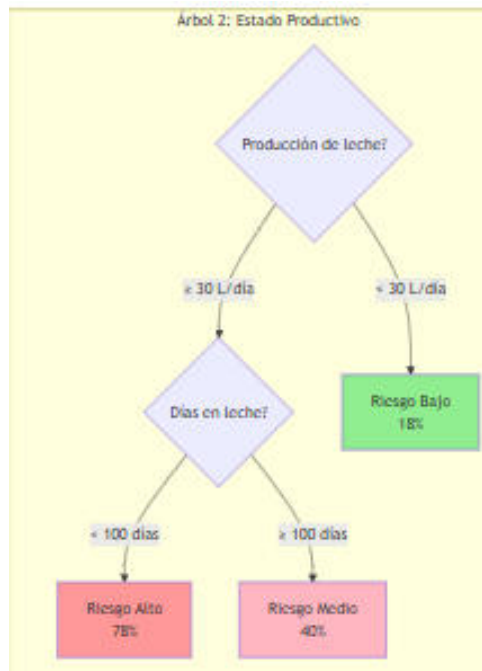 Árbol 2: Estado Productivo
Producción de leche?
≥ 30 L/día
< 30 L/día
Días en leche?
Riesgo Bajo
18%
< 100 días
≥ 100 días
Riesgo Alto
78%
Riesgo Medio
40%